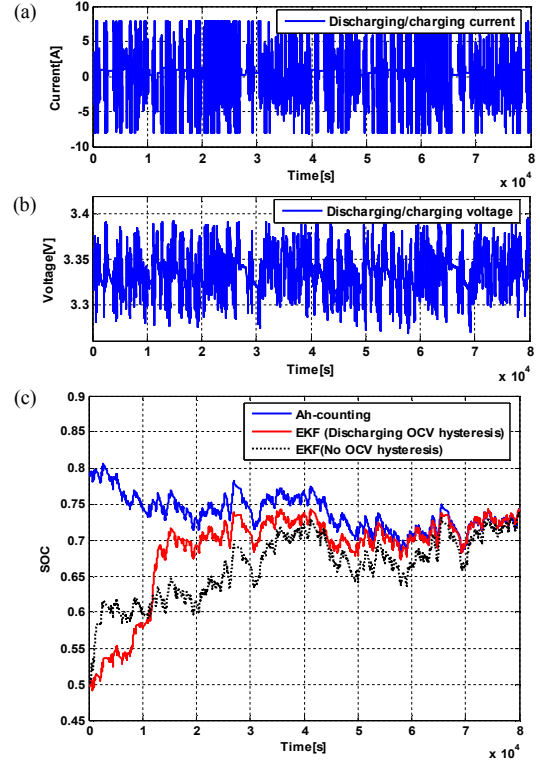 (a)
Discharging/charging current
Current[A]
10
5
0
-5
-10
0 1 2 3 4 5 6 7 8
Time[s]
x 10^4
(b)
Discharging/charging voltage
Voltage[V]
3.4
3.35
3.3
0 1 2 3 4 5 6 7 8
Time[s]
x 10^4
(c)
Ah-counting
EKF (Discharging OCV hysteresis)
EKF(No OCV hysteresis)
SOC
0.9
0.85
0.8
0.75
0.7
0.65
0.6
0.55
0.5
0.45
0 1 2 3 4 5 6 7 8
Time[s]
x 10^4